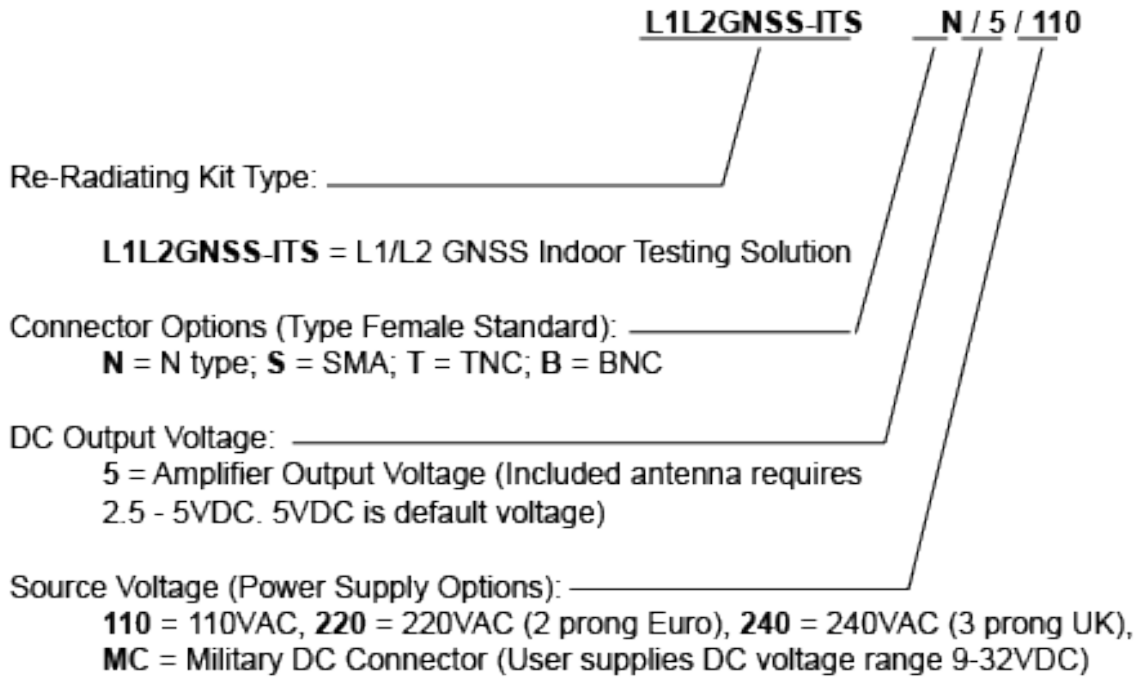 L1L2GNSS-ITS N / 5 / 110
Re-Radiating Kit Type:
L1L2GNSS-ITS = L1/L2 GNSS Indoor Testing Solution
Connector Options (Type Female Standard):
N = N type; S = SMA; T = TNC; B = BNC
DC Output Voltage:
5 = Amplifier Output Voltage (Included antenna requires
2.5 - 5VDC. 5VDC is default voltage)
Source Voltage (Power Supply Options):
110 = 110VAC, 220 = 220VAC (2 prong Euro), 240 = 240VAC (3 prong UK),
MC = Military DC Connector (User supplies DC voltage range 9-32VDC)